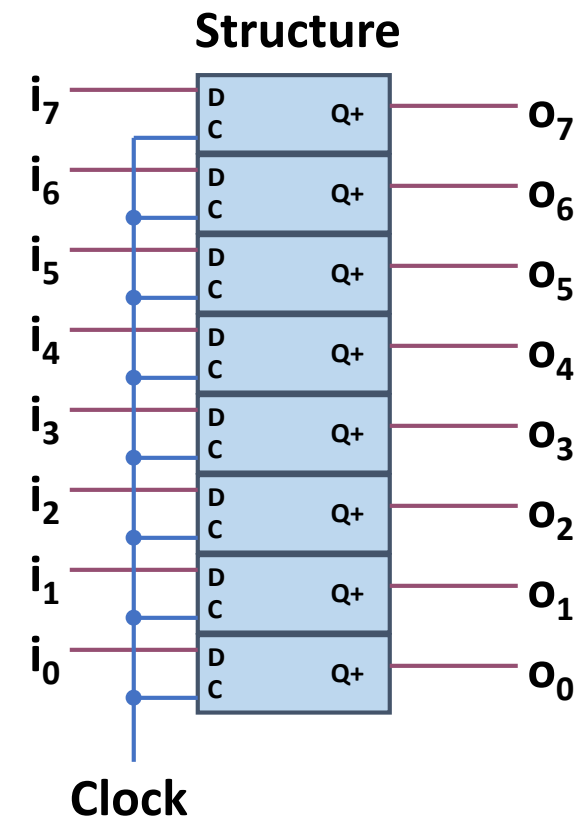 Structure
i7 D Q+ o7
C
i6 D Q+ o6
C
i5 D Q+ o5
C
i4 D Q+ o4
C
i3 D Q+ o3
C
i2 D Q+ o2
C
i1 D Q+ o1
C
i0 D Q+ o0
C
Clock